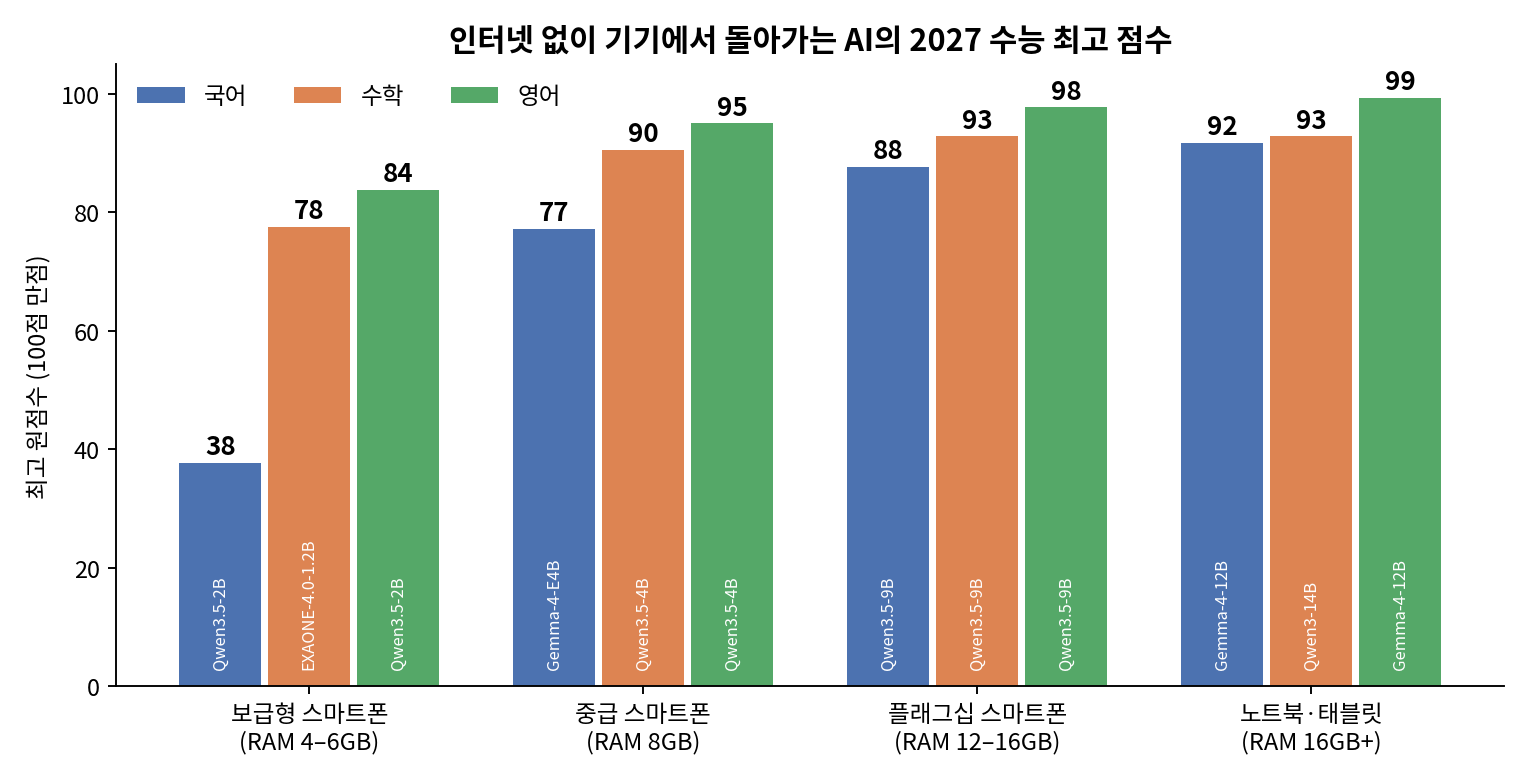 인터넷 없이 기기에서 돌아가는 AI의 2027 수능 최고 점수
국어 수학 영어
최고 원점수 (100점 만점)
100
80
60
40
20
0
38 78 84
77 90 95
88 93 98
92 93 99
Qwen3.5-2B
EXAONE-4.0-1.2B
Qwen3.5-2B
Gemma-4-E4B
Qwen3.5-4B
Qwen3.5-4B
Qwen3.5-9B
Qwen3.5-9B
Qwen3.5-9B
Gemma-4-12B
Qwen3-14B
Gemma-4-12B
보급형 스마트폰
(RAM 4–6GB)
중급 스마트폰
(RAM 8GB)
플래그십 스마트폰
(RAM 12–16GB)
노트북·태블릿
(RAM 16GB+)